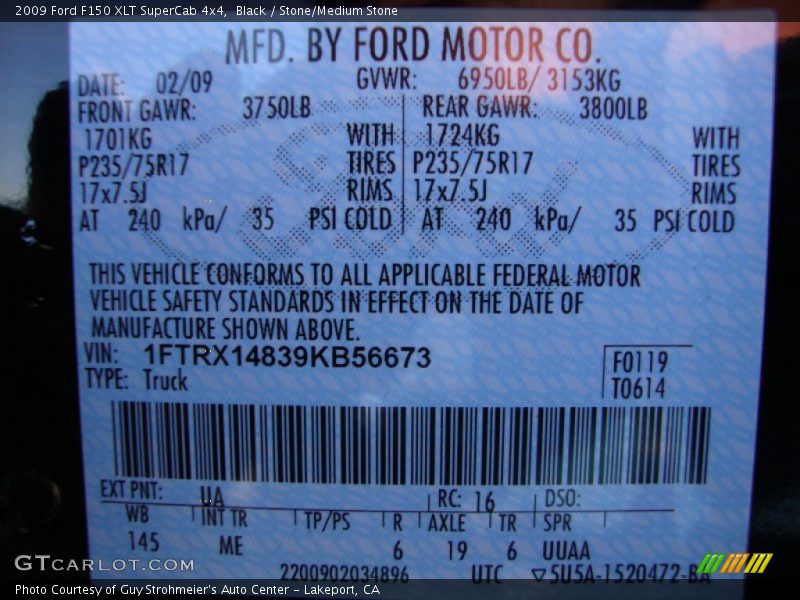 2009 Ford F150 XLT SuperCab 4x4, Black / Stone/Medium Stone
MFD. BY FORD MOTOR CO.
DATE: 02/09 GVWR: 6950LB/ 3153KG
FRONT GAWR: 3750LB REAR GAWR: 3800LB
1701KG WITH 1724KG WITH
P235/75R17 TIRES P235/75R17 TIRES
17x7.5J RIMS 17x7.5J RIMS
AT 240 kPa/ 35 PSI COLD AT 240 kPa/ 35 PSI COLD
THIS VEHICLE CONFORMS TO ALL APPLICABLE FEDERAL MOTOR
VEHICLE SAFETY STANDARDS IN EFFECT ON THE DATE OF
MANUFACTURE SHOWN ABOVE.
VIN: 1FTRX14839KB56673 F0119
TYPE: Truck T0614
EXT PNT: UA RC: 16 DSO:
WB INT TR TP/PS R AXLE TR SPR
145 ME 6 19 6 UUAA
2200902034896 UTC ▽5U5A-1520472-BA
GTCARLOT.COM
Photo Courtesy of Guy Strohmeier's Auto Center – Lakeport, CA